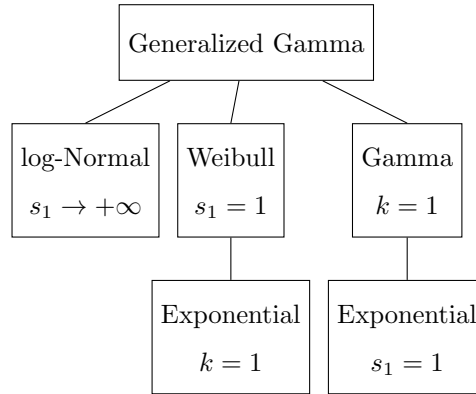 Generalized Gamma
log-Normal
s₁ → +∞
Weibull
s₁ = 1
Gamma
k = 1
Exponential
k = 1
Exponential
s₁ = 1